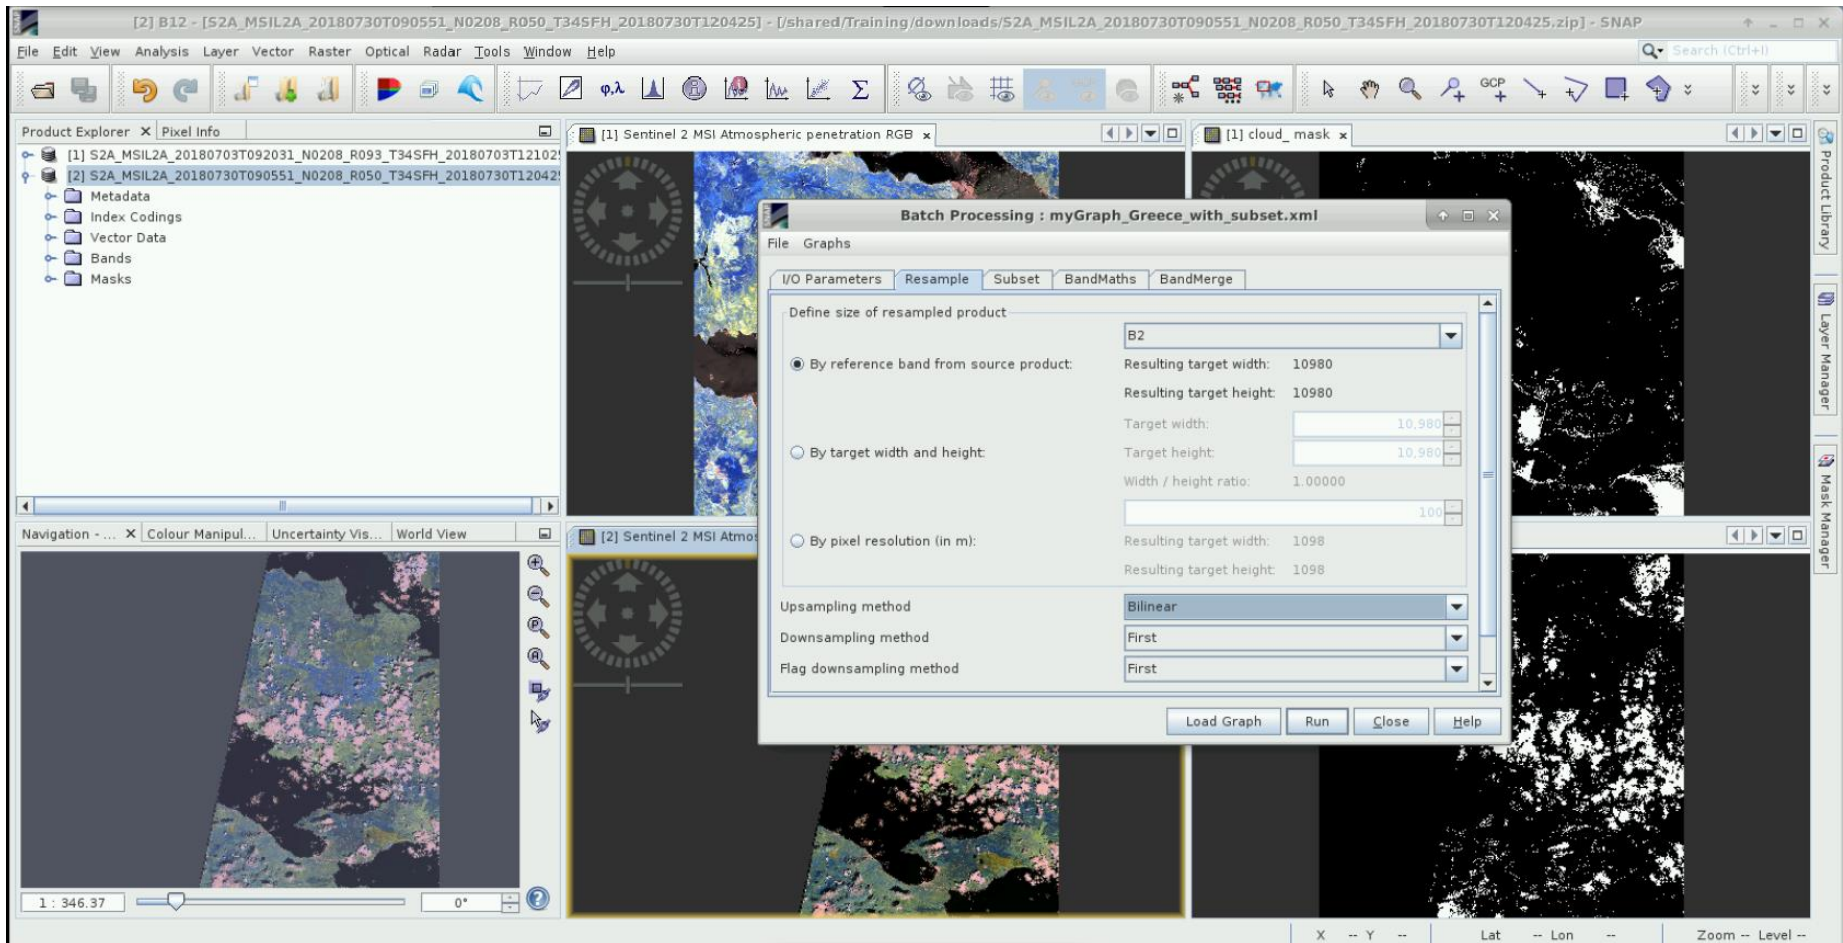 [2] B12 - [S2A_MSIL2A_20180730T090551_N0208_R050_T34SFH_20180730T120425] - [/shared/Training/downloads/S2A_MSIL2A_20180730T090551_N0208_R050_T34SFH_20180730T120425.zip] - SNAP
File Edit View Analysis Layer Vector Raster Optical Radar Tools Window Help
Search (Ctrl+I)
φ,λ Σ GCP
Product Explorer Pixel Info
[1] S2A_MSIL2A_20180703T092031_N0208_R093_T34SFH_20180703T12102
[2] S2A_MSIL2A_20180730T090551_N0208_R050_T34SFH_20180730T12042
Metadata
Index Codings
Vector Data
Bands
Masks
[1] Sentinel 2 MSI Atmospheric penetration RGB
[1] cloud_mask
Product Library
Layer Manager
Mask Manager
Batch Processing : myGraph_Greece_with_subset.xml
File Graphs
I/O Parameters Resample Subset BandMaths BandMerge
Define size of resampled product
B2
By reference band from source product: Resulting target width: 10980
Resulting target height: 10980
Target width: 10,980
By target width and height: Target height: 10,980
Width / height ratio: 1.00000
100
By pixel resolution (in m): Resulting target width: 1098
Resulting target height: 1098
Upsampling method Bilinear
Downsampling method First
Flag downsampling method First
Load Graph Run Close Help
Navigation - ... Colour Manipul... Uncertainty Vis... World View
[2] Sentinel 2 MSI Atmos
1 : 346.37
0°
X -- Y -- Lat -- Lon -- Zoom -- Level --